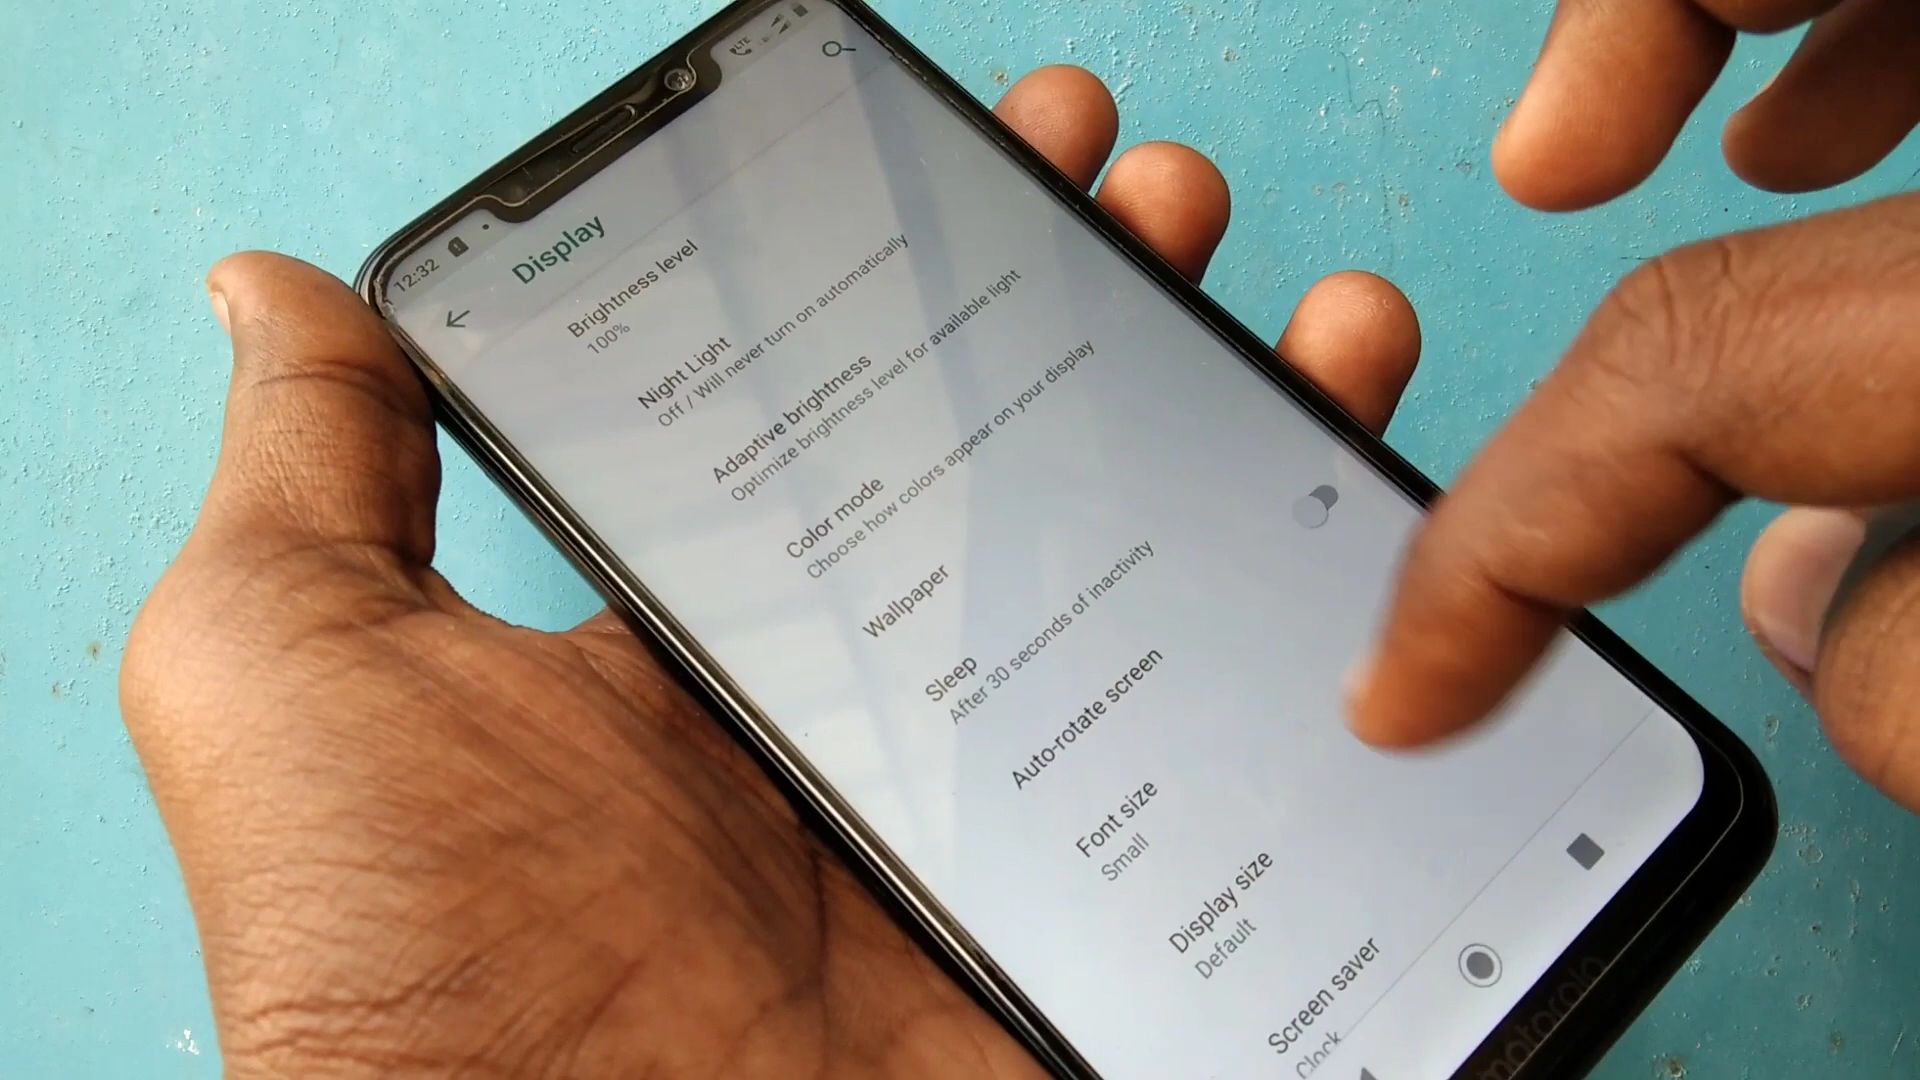 12:32
LTE
Display
Brightness level
100%
Night Light
Off / Will never turn on automatically
Adaptive brightness
Optimize brightness level for available light
Color mode
Choose how colors appear on your display
Wallpaper
Sleep
After 30 seconds of inactivity
Auto-rotate screen
Font size
Small
Display size
Default
Screen saver
Clock
motorola